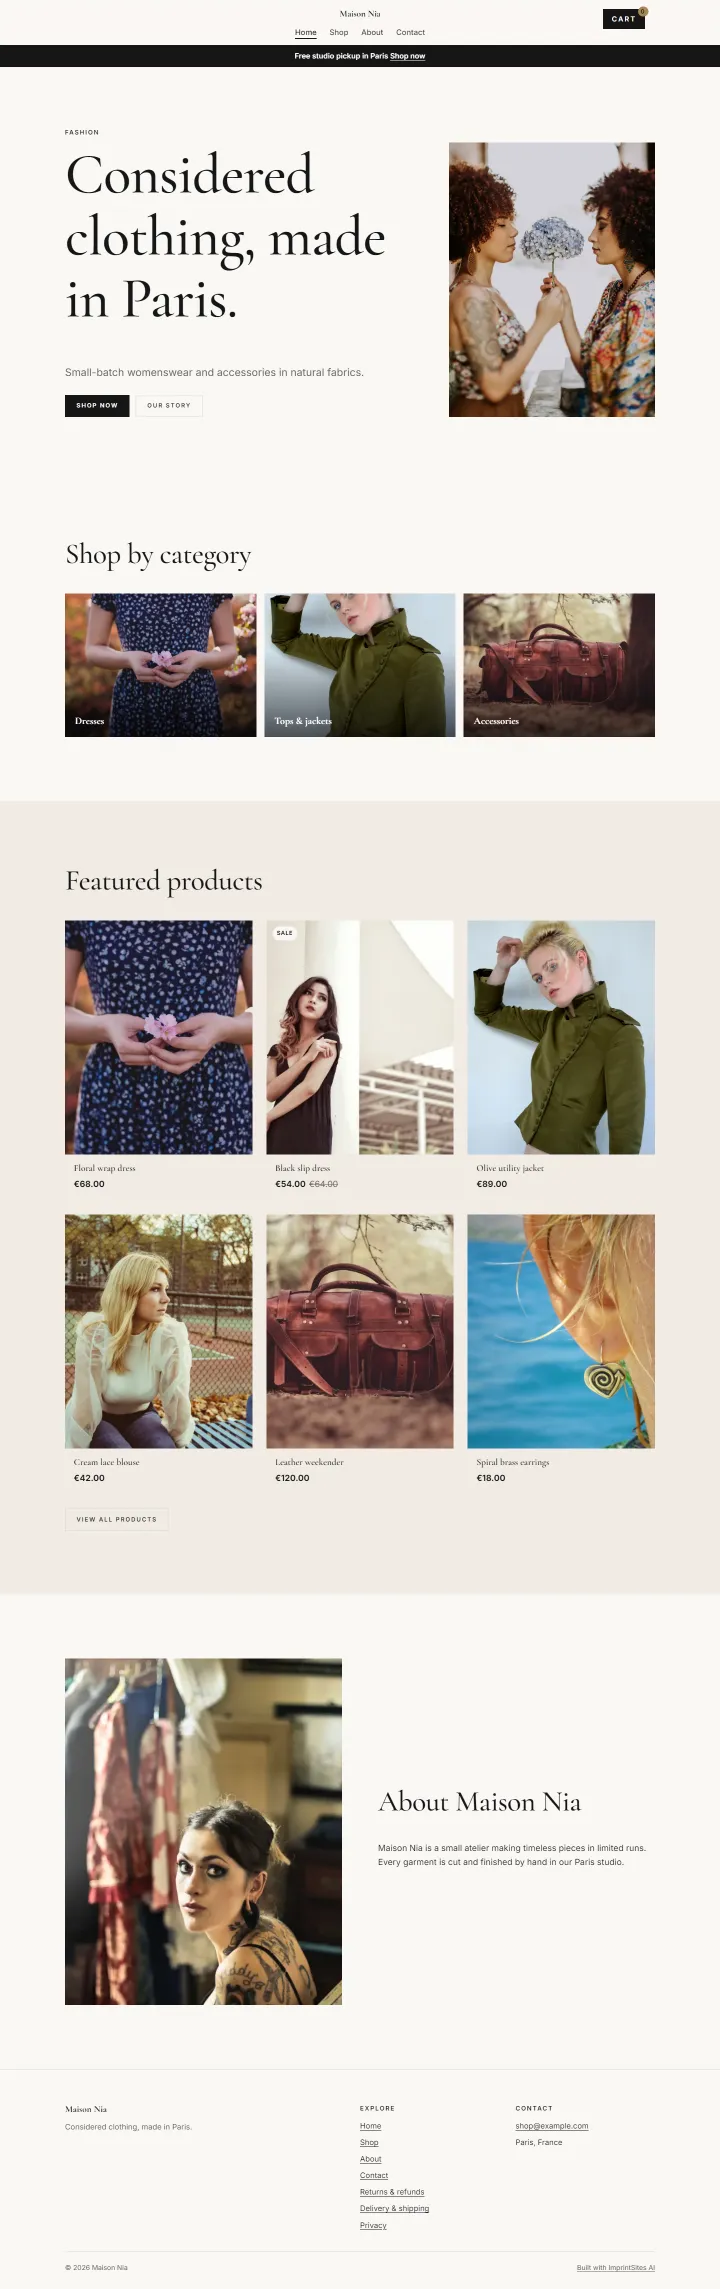 Maison Nia
Home Shop About Contact
CART
0
Free studio pickup in Paris Shop now
FASHION
Considered
clothing, made
in Paris.
Small-batch womenswear and accessories in natural fabrics.
SHOP NOW
OUR STORY
Shop by category
Dresses
Tops & jackets
Accessories
Featured products
SALE
Floral wrap dress
€68.00
Black slip dress
€54.00 €64.00
Olive utility jacket
€89.00
Cream lace blouse
€42.00
Leather weekender
€120.00
Spiral brass earrings
€18.00
VIEW ALL PRODUCTS
About Maison Nia
Maison Nia is a small atelier making timeless pieces in limited runs.
Every garment is cut and finished by hand in our Paris studio.
Maison Nia
Considered clothing, made in Paris.
EXPLORE
Home
Shop
About
Contact
Returns & refunds
Delivery & shipping
Privacy
CONTACT
shop@example.com
Paris, France
© 2026 Maison Nia
Built with ImprintSites AI